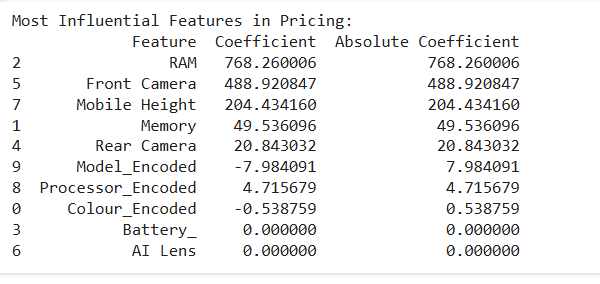 Most Influential Features in Pricing:
Feature Coefficient Absolute Coefficient
2 RAM 768.260006 768.260006
5 Front Camera 488.920847 488.920847
7 Mobile Height 204.434160 204.434160
1 Memory 49.536096 49.536096
4 Rear Camera 20.843032 20.843032
9 Model_Encoded -7.984091 7.984091
8 Processor_Encoded 4.715679 4.715679
0 Colour_Encoded -0.538759 0.538759
3 Battery_ 0.000000 0.000000
6 AI Lens 0.000000 0.000000